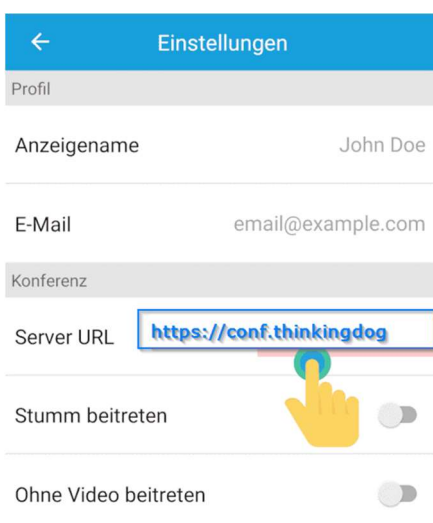 Einstellungen
Profil
Anzeigename John Doe
E-Mail email@example.com
Konferenz
Server URL https://conf.thinkingdog
Stumm beitreten
Ohne Video beitreten